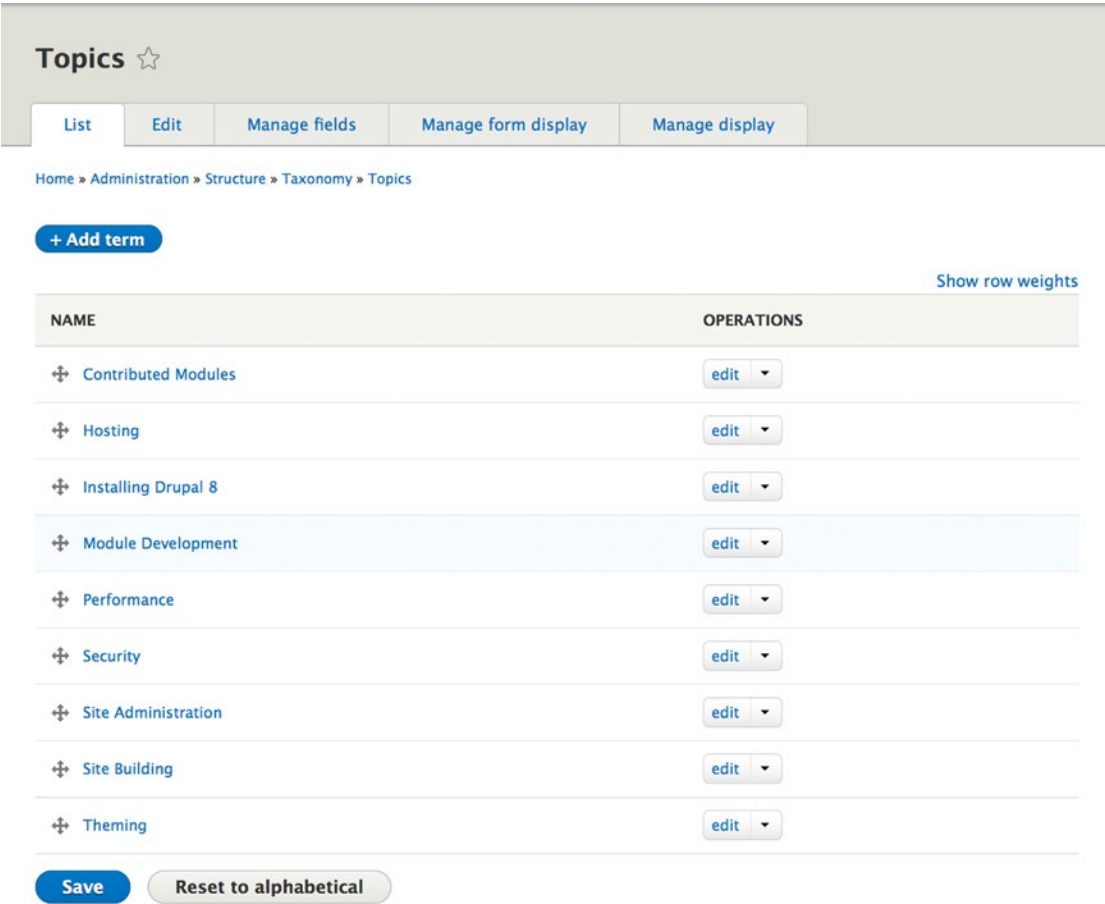 Topics
List Edit Manage fields Manage form display Manage display
Home » Administration » Structure » Taxonomy » Topics
+ Add term
Show row weights
NAME OPERATIONS
Contributed Modules edit
Hosting edit
Installing Drupal 8 edit
Module Development edit
Performance edit
Security edit
Site Administration edit
Site Building edit
Theming edit
Save Reset to alphabetical